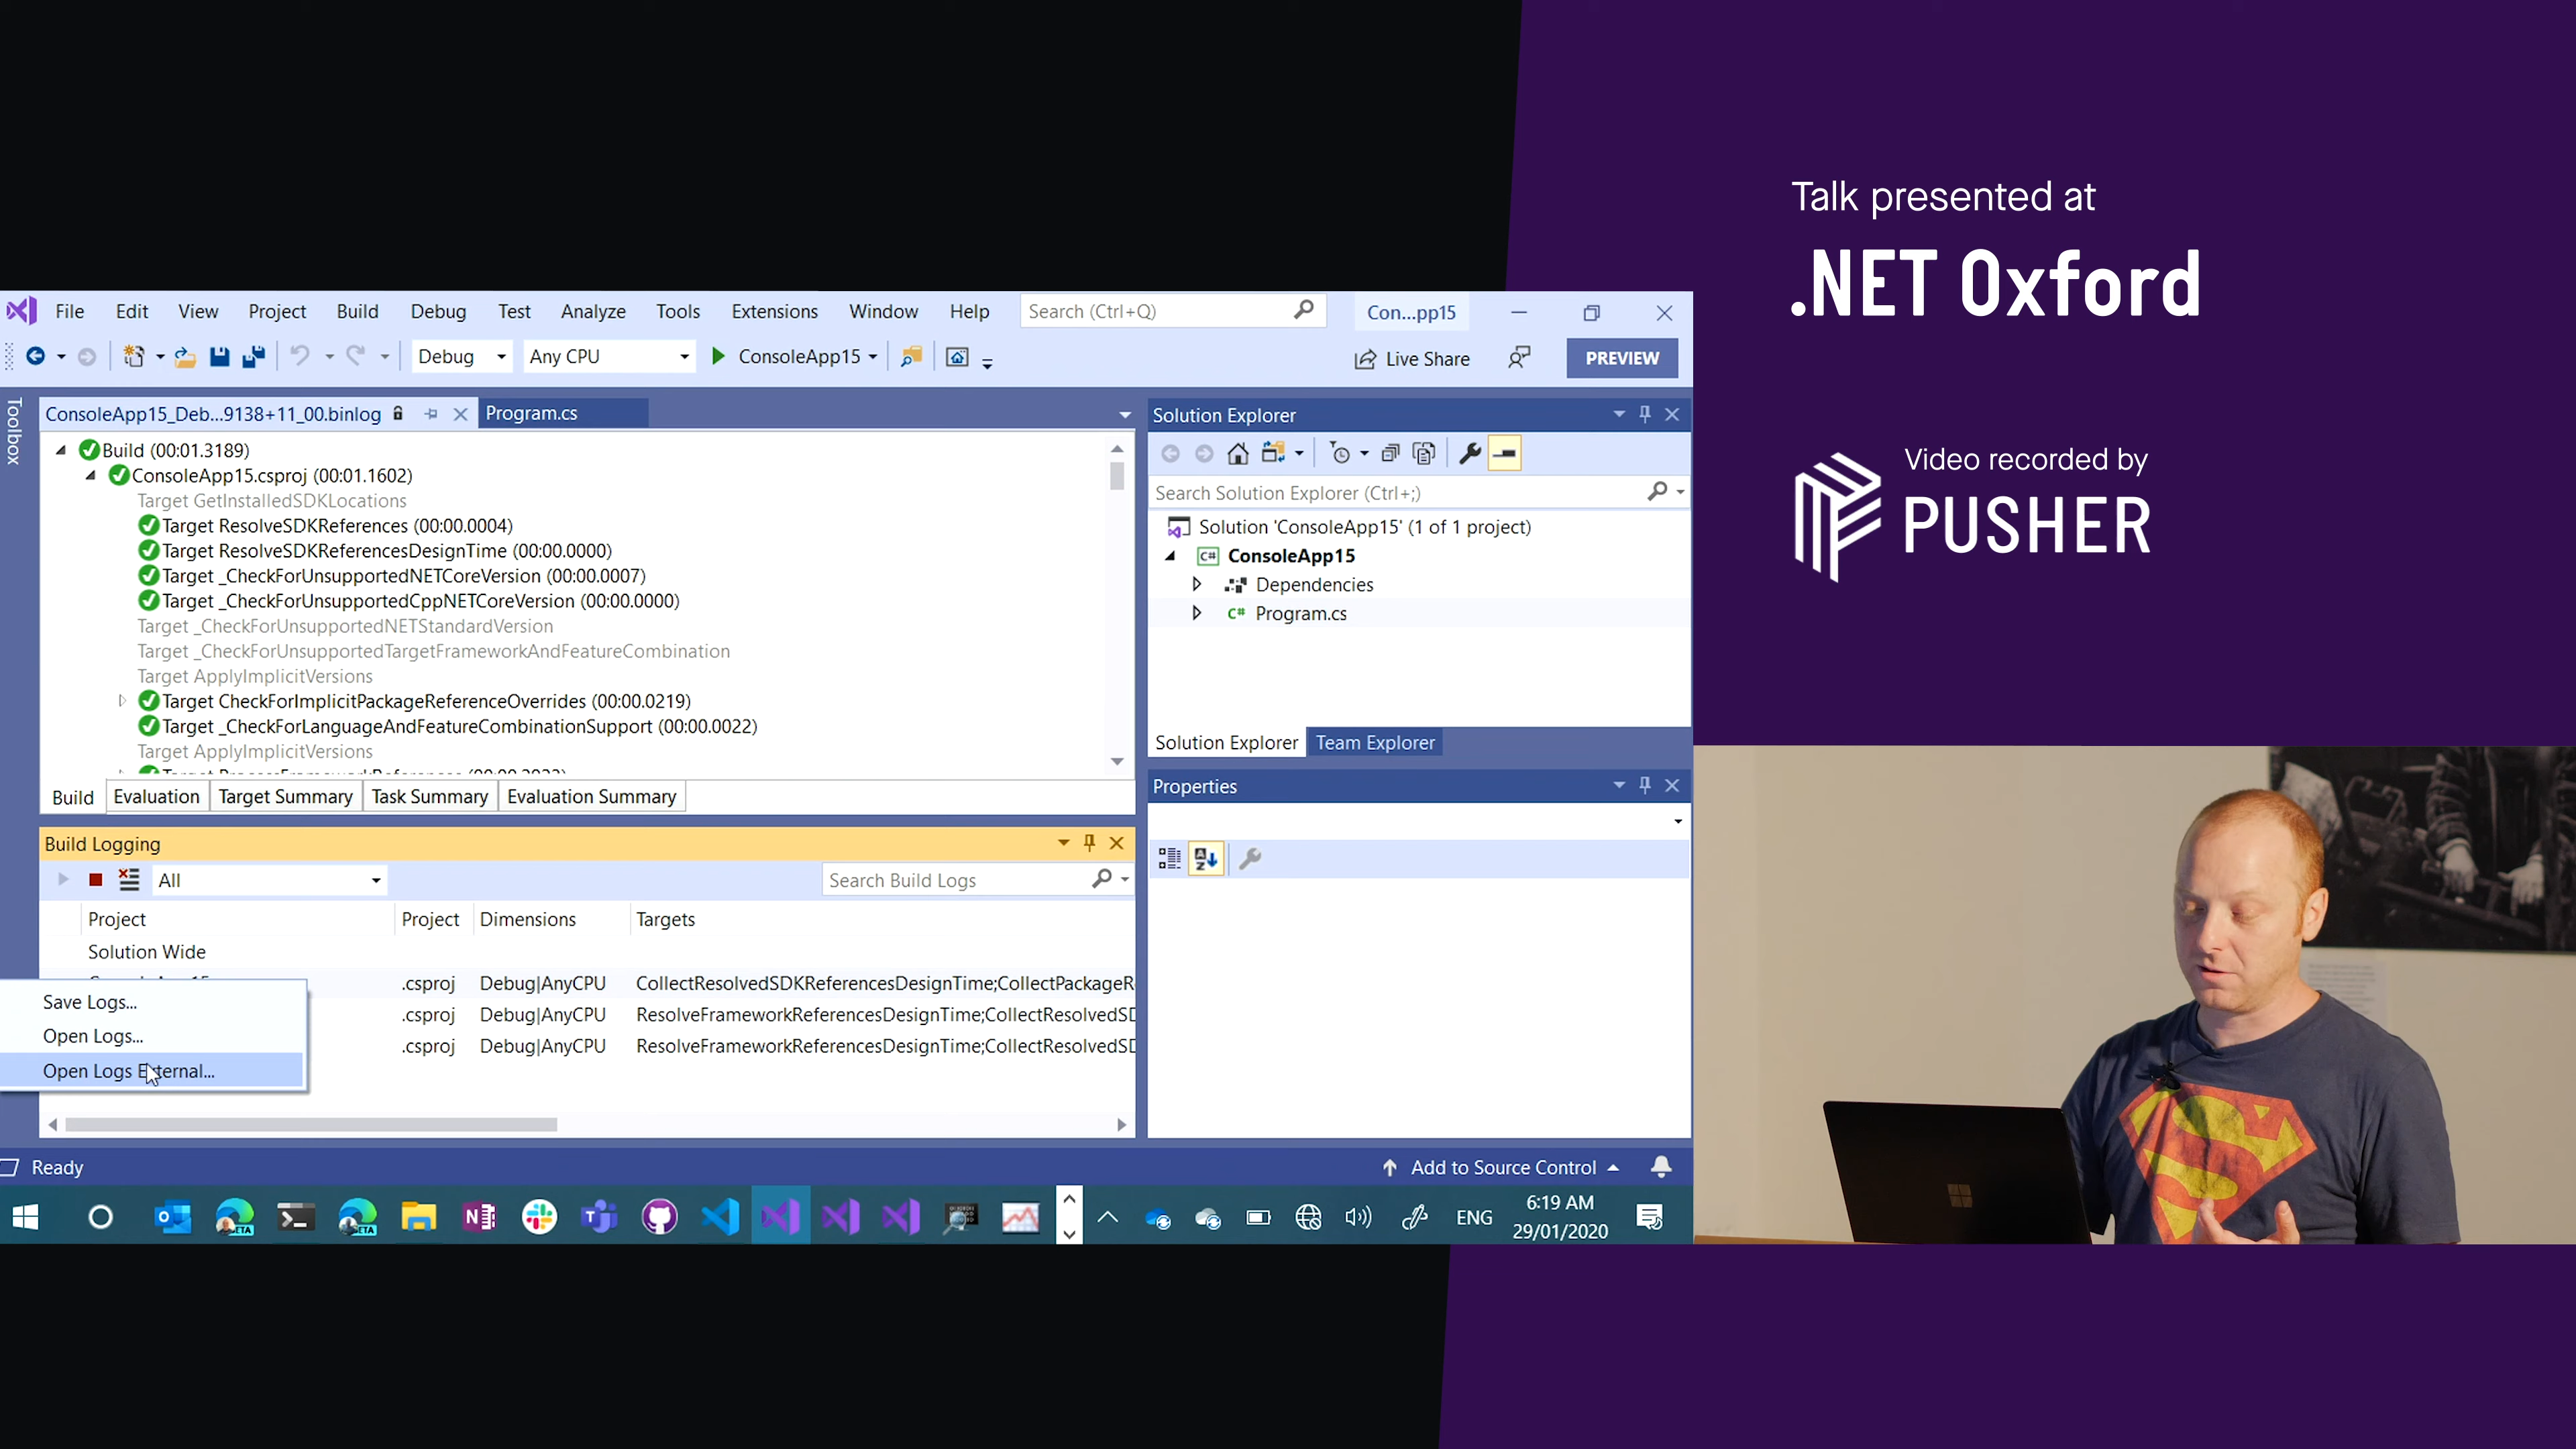 Talk presented at
.NET Oxford
Video recorded by
PUSHER
File Edit View Project Build Debug Test Analyze Tools Extensions Window Help Search (Ctrl+Q) Con...pp15
Debug Any CPU ConsoleApp15 Live Share PREVIEW
Toolbox
ConsoleApp15_Deb...9138+11_00.binlog Program.cs
Build (00:01.3189)
ConsoleApp15.csproj (00:01.1602)
Target GetInstalledSDKLocations
Target ResolveSDKReferences (00:00.0004)
Target ResolveSDKReferencesDesignTime (00:00.0000)
Target _CheckForUnsupportedNETCoreVersion (00:00.0007)
Target _CheckForUnsupportedCppNETCoreVersion (00:00.0000)
Target _CheckForUnsupportedNETStandardVersion
Target _CheckForUnsupportedTargetFrameworkAndFeatureCombination
Target ApplyImplicitVersions
Target CheckForImplicitPackageReferenceOverrides (00:00.0219)
Target _CheckForLanguageAndFeatureCombinationSupport (00:00.0022)
Target ApplyImplicitVersions
Build Evaluation Target Summary Task Summary Evaluation Summary
Build Logging
All Search Build Logs
Project Project Dimensions Targets
Solution Wide
.csproj Debug|AnyCPU CollectResolvedSDKReferencesDesignTime;CollectPackageR
.csproj Debug|AnyCPU ResolveFrameworkReferencesDesignTime;CollectResolvedSD
.csproj Debug|AnyCPU ResolveFrameworkReferencesDesignTime;CollectResolvedSD
Save Logs...
Open Logs...
Open Logs External...
Solution Explorer
Search Solution Explorer (Ctrl+;)
Solution 'ConsoleApp15' (1 of 1 project)
C# ConsoleApp15
Dependencies
C# Program.cs
Solution Explorer Team Explorer
Properties
Ready Add to Source Control
ENG 6:19 AM
29/01/2020